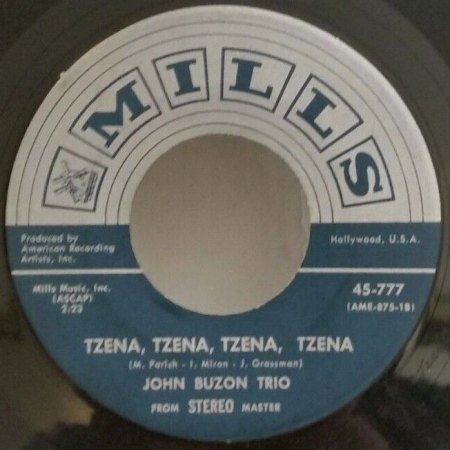 MILLS
Produced by
American Recording
Artists, Inc.
Hollywood, U.S.A.
Mills Music, Inc.
(ASCAP)
2:23
45-777
(AME-875-1B)
TZENA, TZENA, TZENA, TZENA
(M. Parish - I. Miron - J. Grossman)
JOHN BUZON TRIO
FROM STEREO MASTER